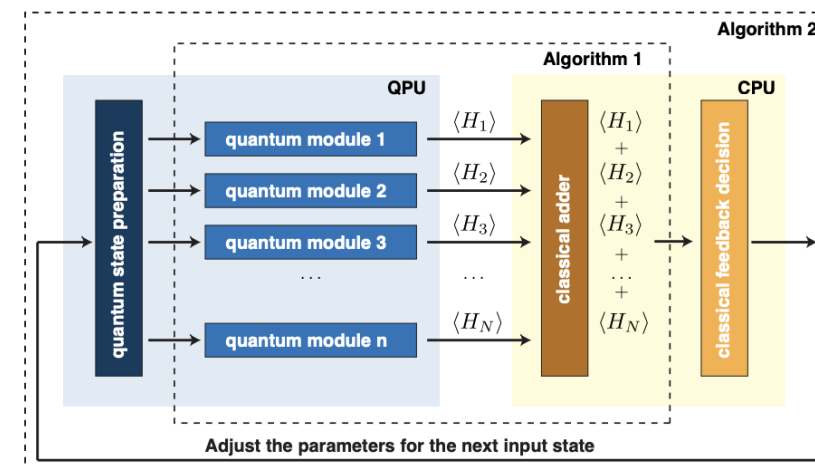 Algorithm 2
Algorithm 1
QPU
CPU
quantum state preparation
quantum module 1
quantum module 2
quantum module 3
...
quantum module n
⟨H₁⟩
⟨H₂⟩
⟨H₃⟩
...
⟨H_N⟩
classical adder
⟨H₁⟩
+
⟨H₂⟩
+
⟨H₃⟩
+
...
+
⟨H_N⟩
classical feedback decision
Adjust the parameters for the next input state